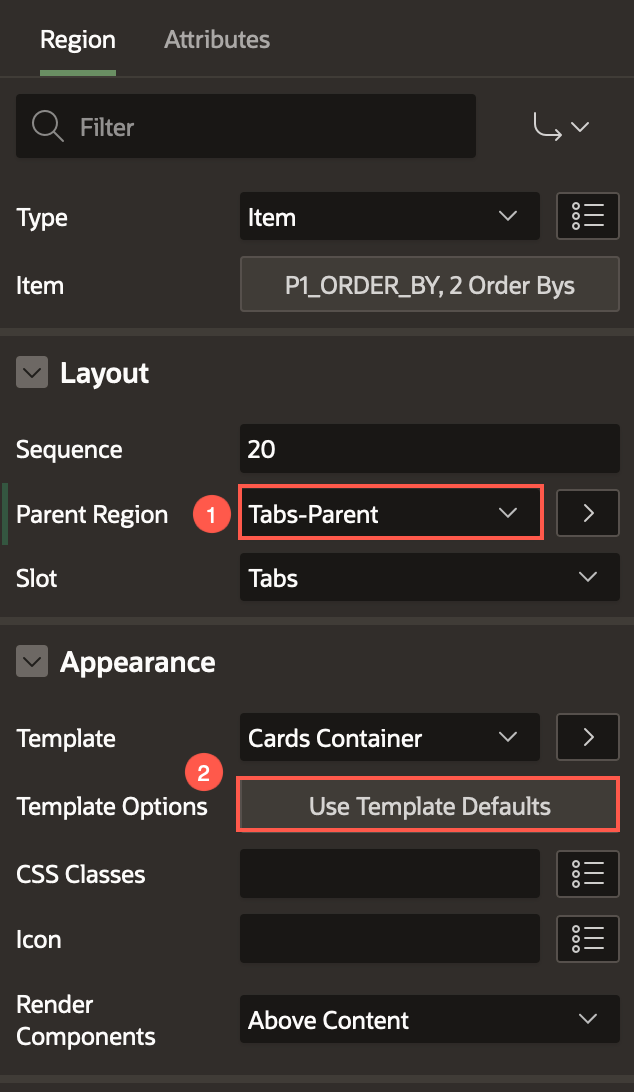 Region Attributes
Filter
Type Item
Item P1_ORDER_BY, 2 Order Bys
Layout
Sequence 20
Parent Region 1 Tabs-Parent
Slot Tabs
Appearance
Template Cards Container
2
Template Options Use Template Defaults
CSS Classes
Icon
Render
Components Above Content